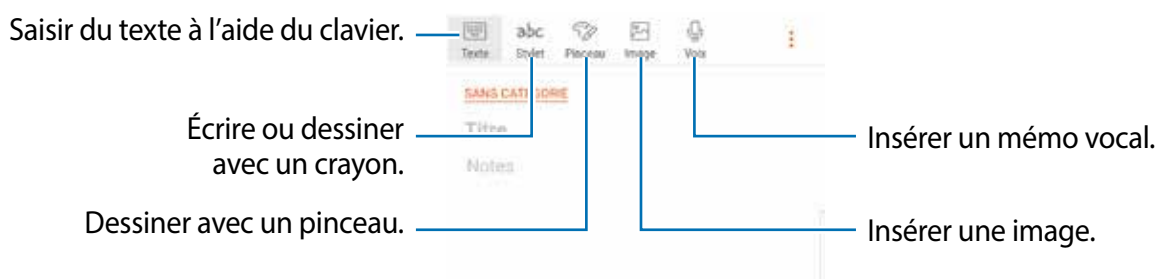 Saisir du texte à l'aide du clavier.
abc
Texte Stylet Pinceau Image Voix
SANS CATÉGORIE
Écrire ou dessiner
avec un crayon.
Titre
Insérer un mémo vocal.
Notes
Dessiner avec un pinceau.
Insérer une image.